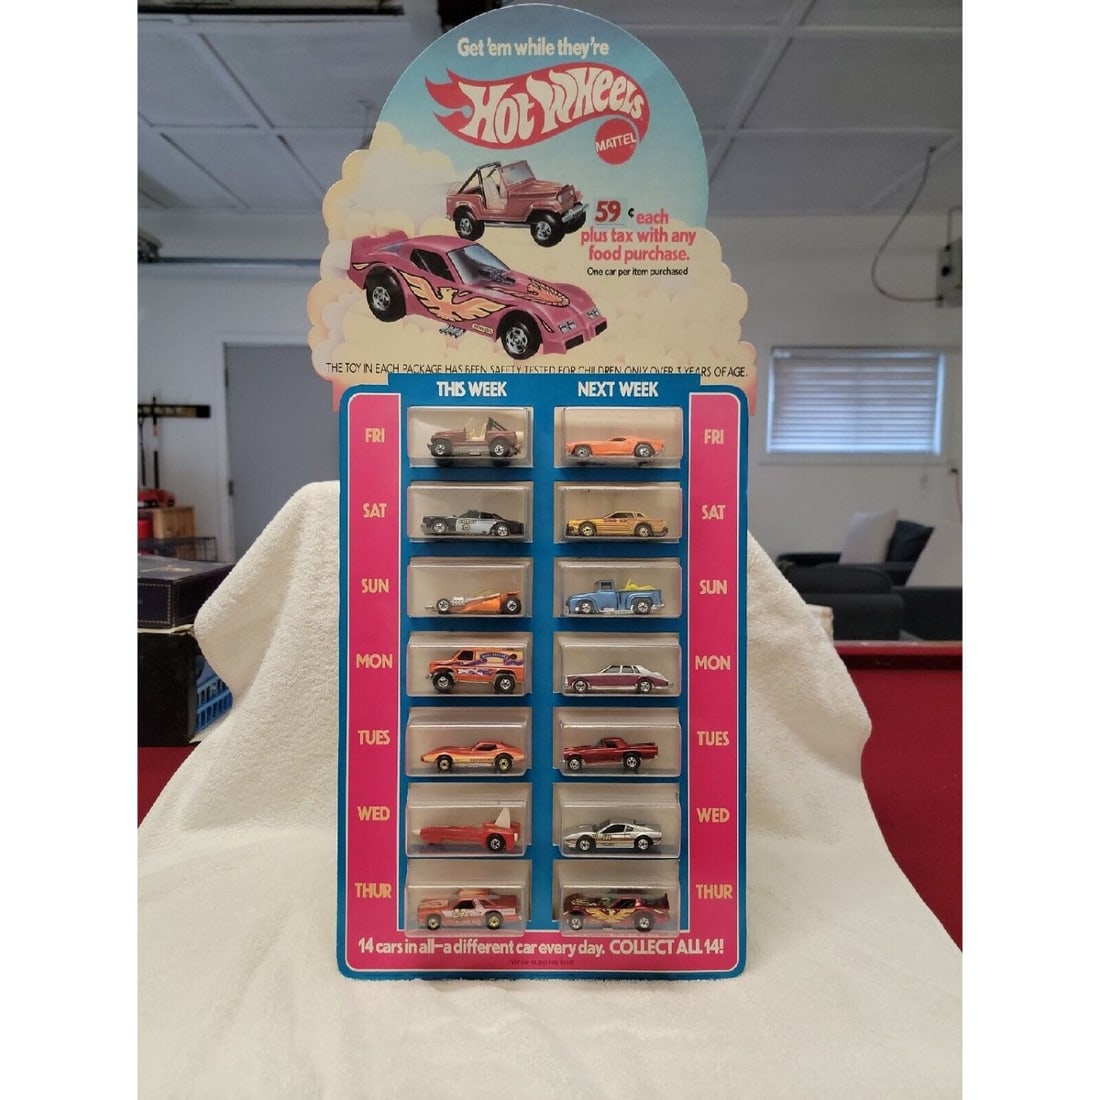 Get 'em while they're
Hot Wheels
MATTEL
59 ¢ each
plus tax with any
food purchase.
One car per item purchased
THE TOY IN EACH PACKAGE HAS BEEN SAFETY TESTED FOR CHILDREN ONLY OVER 3 YEARS OF AGE.
THIS WEEK NEXT WEEK
FRI FRI
SAT SAT
SUN SUN
MON MON
TUES TUES
WED WED
THUR THUR
14 cars in all—a different car every day. COLLECT ALL 14!
While supplies last